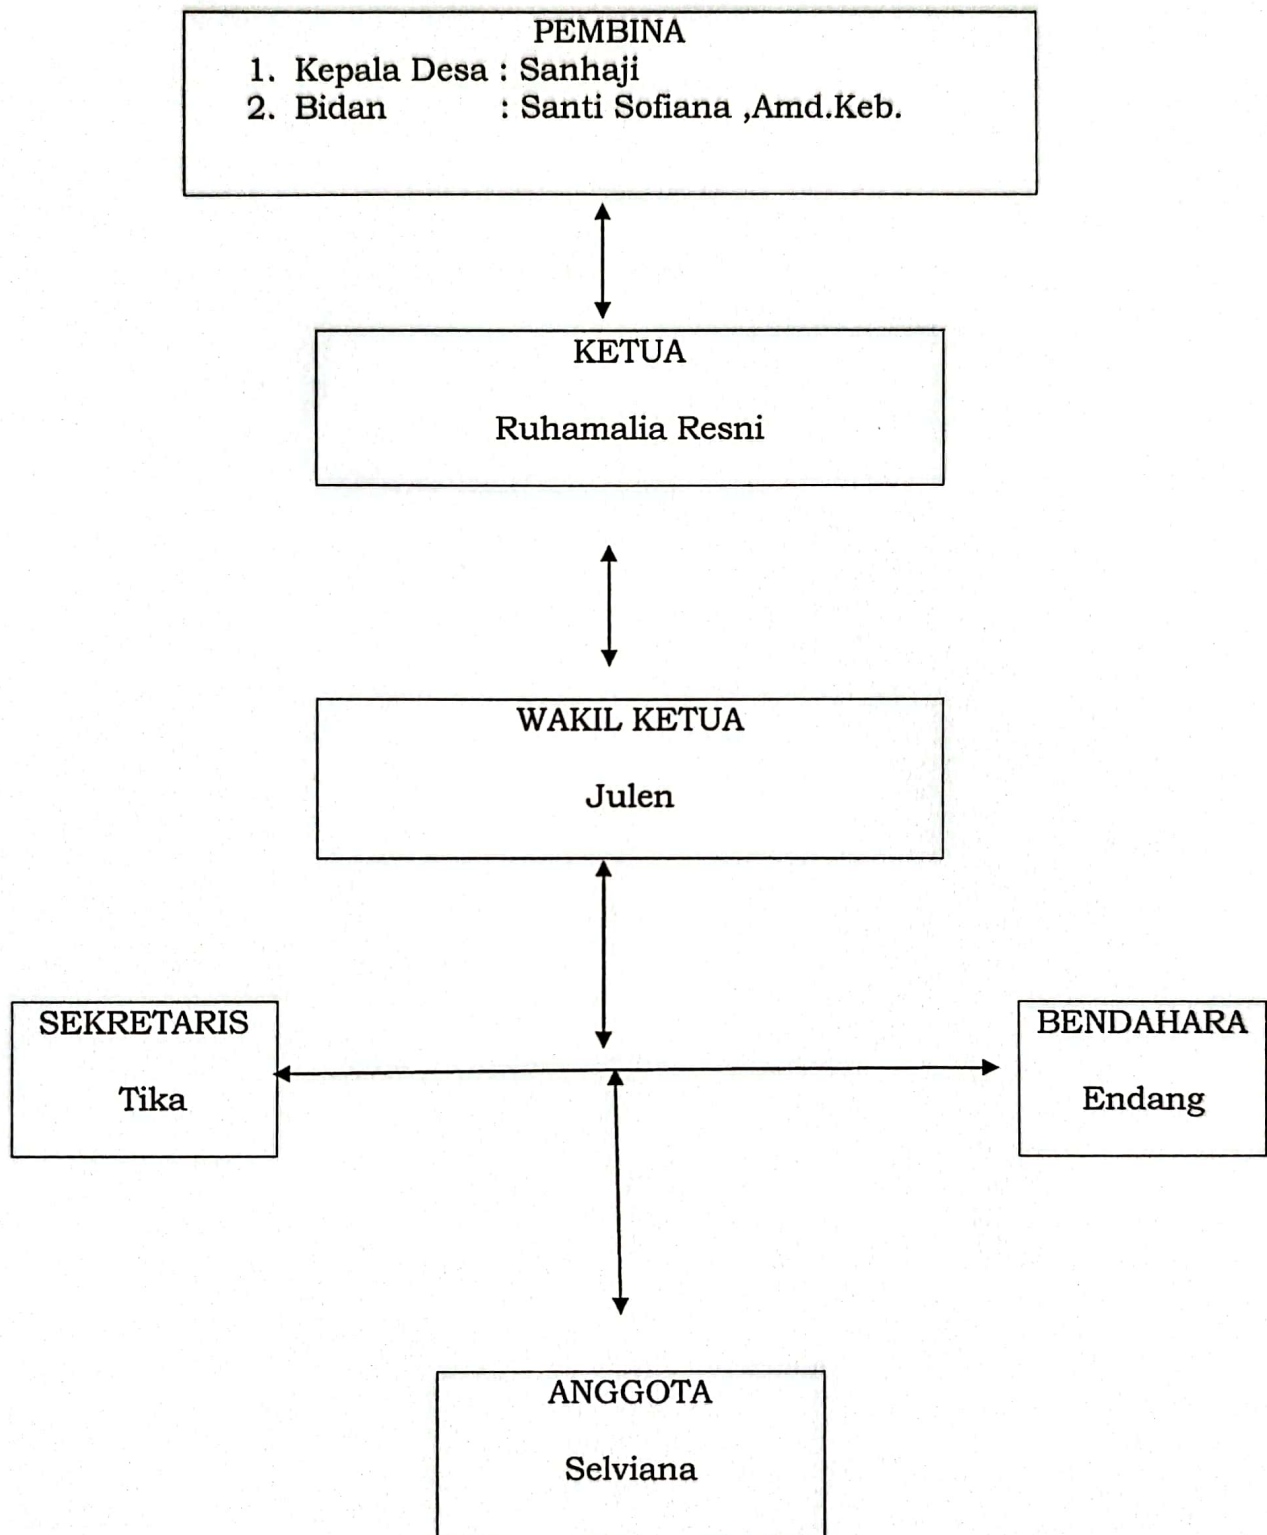 PEMBINA
1. Kepala Desa : Sanhaji
2. Bidan : Santi Sofiana ,Amd.Keb.
KETUA
Ruhamalia Resni
WAKIL KETUA
Julen
SEKRETARIS
Tika
BENDAHARA
Endang
ANGGOTA
Selviana